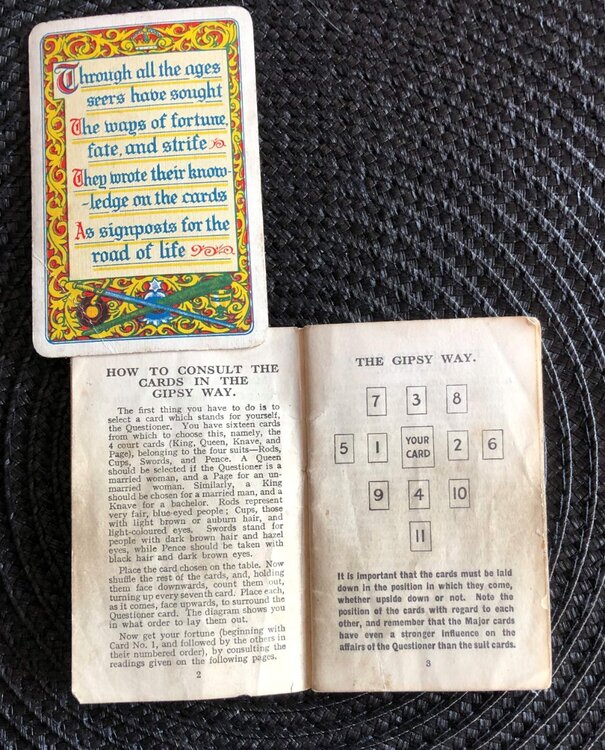 Through all the ages
seers have sought
The ways of fortune,
fate, and strife
They wrote their know-
-ledge on the cards
As signposts for the
road of life
HOW TO CONSULT THE
CARDS IN THE
GIPSY WAY.
The first thing you have to do is to
select a card which stands for yourself,
the Questioner. You have sixteen cards
from which to choose this, namely, the
4 court cards (King, Queen, Knave, and
Page), belonging to the four suits—Rods,
Cups, Swords, and Pence. A Queen
should be selected if the Questioner is a
married woman, and a Page for an un-
married woman. Similarly, a King
should be chosen for a married man, and a
Knave for a bachelor. Rods represent
very fair, blue-eyed people; Cups, those
with light brown or auburn hair, and
light-coloured eyes. Swords stand for
people with dark brown hair and hazel
eyes, while Pence should be taken with
black hair and dark brown eyes.
Place the card chosen on the table. Now
shuffle the rest of the cards, and, holding
them face downwards, count them out,
turning up every seventh card. Place each,
as it comes, face upwards, to surround the
Questioner card. The diagram shows you
in what order to lay them out.
Now get your fortune (beginning with
Card No. 1, and followed by the others in
their numbered order), by consulting the
readings given on the following pages.
2
THE GIPSY WAY.
7 3 8
5 1 YOUR CARD 2 6
9 4 10
11
It is important that the cards must be laid
down in the position in which they come,
whether upside down or not. Note the
position of the cards with regard to each
other, and remember that the Major cards
have even a stronger influence on the
affairs of the Questioner than the suit cards.
3